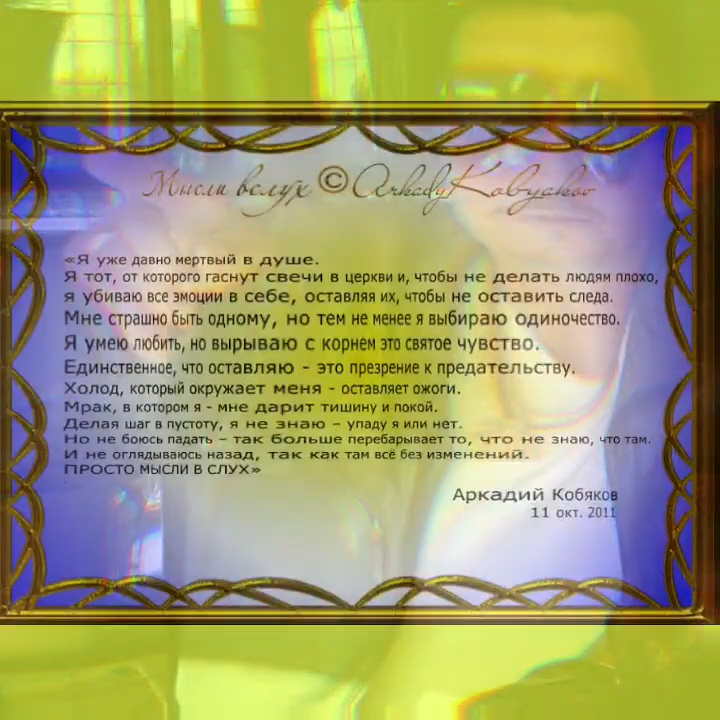 Мысли вслух © Arkady Kobyakov
«Я уже давно мертвый в душе.
Я тот, от которого гаснут свечи в церкви и, чтобы не делать людям плохо,
я убиваю все эмоции в себе, оставляя их, чтобы не оставить следа.
Мне страшно быть одному, но тем не менее я выбираю одиночество.
Я умею любить, но вырываю с корнем это святое чувство.
Единственное, что оставляю - это презрение к предательству.
Холод, который окружает меня - оставляет ожоги.
Мрак, в котором я - мне дарит тишину и покой.
Делая шаг в пустоту, я не знаю – упаду я или нет.
Но не боюсь падать – так больше перебарывает то, что не знаю, что там.
И не оглядываюсь назад, так как там всё без изменений.
ПРОСТО МЫСЛИ В СЛУХ»
Аркадий Кобяков
11 окт. 2011